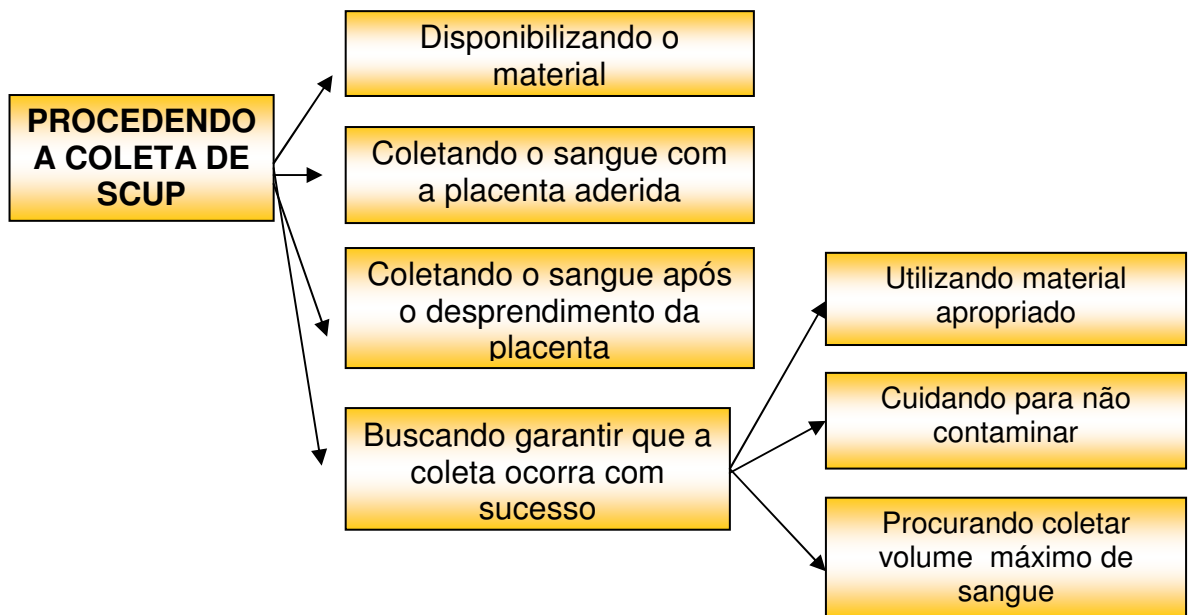 PROCEDENDO
A COLETA DE
SCUP
Disponibilizando o
material
Coletando o sangue com
a placenta aderida
Coletando o sangue após
o desprendimento da
placenta
Buscando garantir que a
coleta ocorra com
sucesso
Utilizando material
apropriado
Cuidando para não
contaminar
Procurando coletar
volume  máximo de
sangue